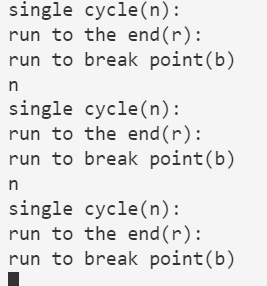 single cycle(n):
run to the end(r):
run to break point(b)
n
single cycle(n):
run to the end(r):
run to break point(b)
n
single cycle(n):
run to the end(r):
run to break point(b)